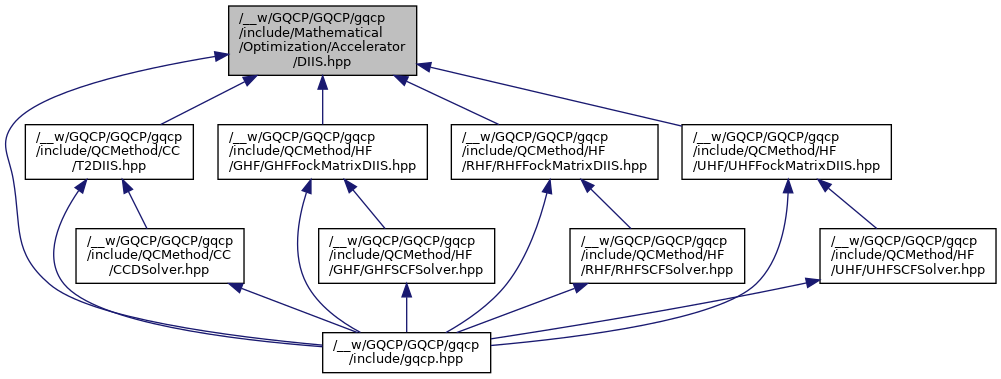 /__w/GQCP/GQCP/gqcp
/include/Mathematical
/Optimization/Accelerator
/DIIS.hpp
/__w/GQCP/GQCP/gqcp
/include/QCMethod/CC
/T2DIIS.hpp
/__w/GQCP/GQCP/gqcp
/include/QCMethod/HF
/GHF/GHFFockMatrixDIIS.hpp
/__w/GQCP/GQCP/gqcp
/include/QCMethod/HF
/RHF/RHFFockMatrixDIIS.hpp
/__w/GQCP/GQCP/gqcp
/include/QCMethod/HF
/UHF/UHFFockMatrixDIIS.hpp
/__w/GQCP/GQCP/gqcp
/include/QCMethod/CC
/CCDSolver.hpp
/__w/GQCP/GQCP/gqcp
/include/QCMethod/HF
/GHF/GHFSCFSolver.hpp
/__w/GQCP/GQCP/gqcp
/include/QCMethod/HF
/RHF/RHFSCFSolver.hpp
/__w/GQCP/GQCP/gqcp
/include/QCMethod/HF
/UHF/UHFSCFSolver.hpp
/__w/GQCP/GQCP/gqcp
/include/gqcp.hpp